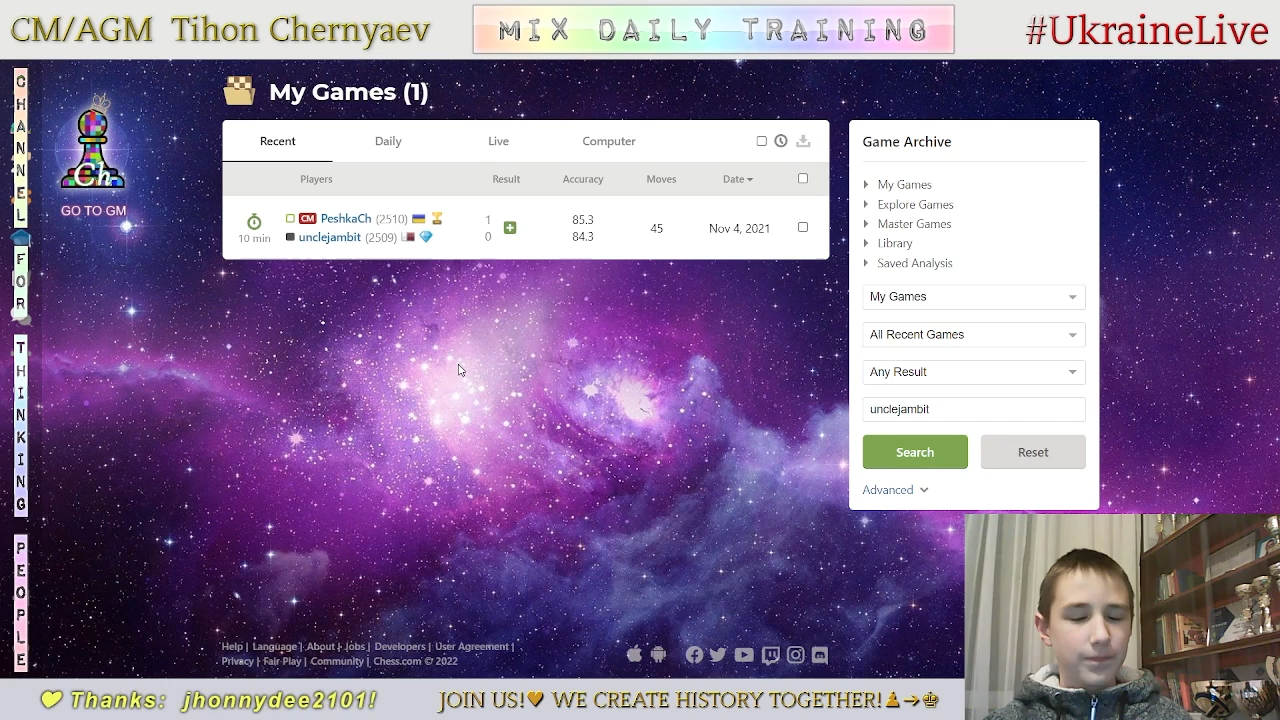 CM/AGM Tihon Chernyaev
MIX DAILY TRAINING
#UkraineLive
CHANNEL FOR THINKING PEOPLE
Ch
GO TO GM
My Games (1)
Recent Daily Live Computer
Players Result Accuracy Moves Date
10 min
CM PeshkaCh (2510) 1 85.3
unclejambit (2509) 0 84.3
45 Nov 4, 2021
Game Archive
My Games
Explore Games
Master Games
Library
Saved Analysis
My Games
All Recent Games
Any Result
unclejambit
Search Reset
Advanced
Help | Language | About | Jobs | Developers | User Agreement |
Privacy | Fair Play | Community | Chess.com © 2022
Thanks: jhonnydee2101!
JOIN US!🧡 WE CREATE HISTORY TOGETHER!♟→♚